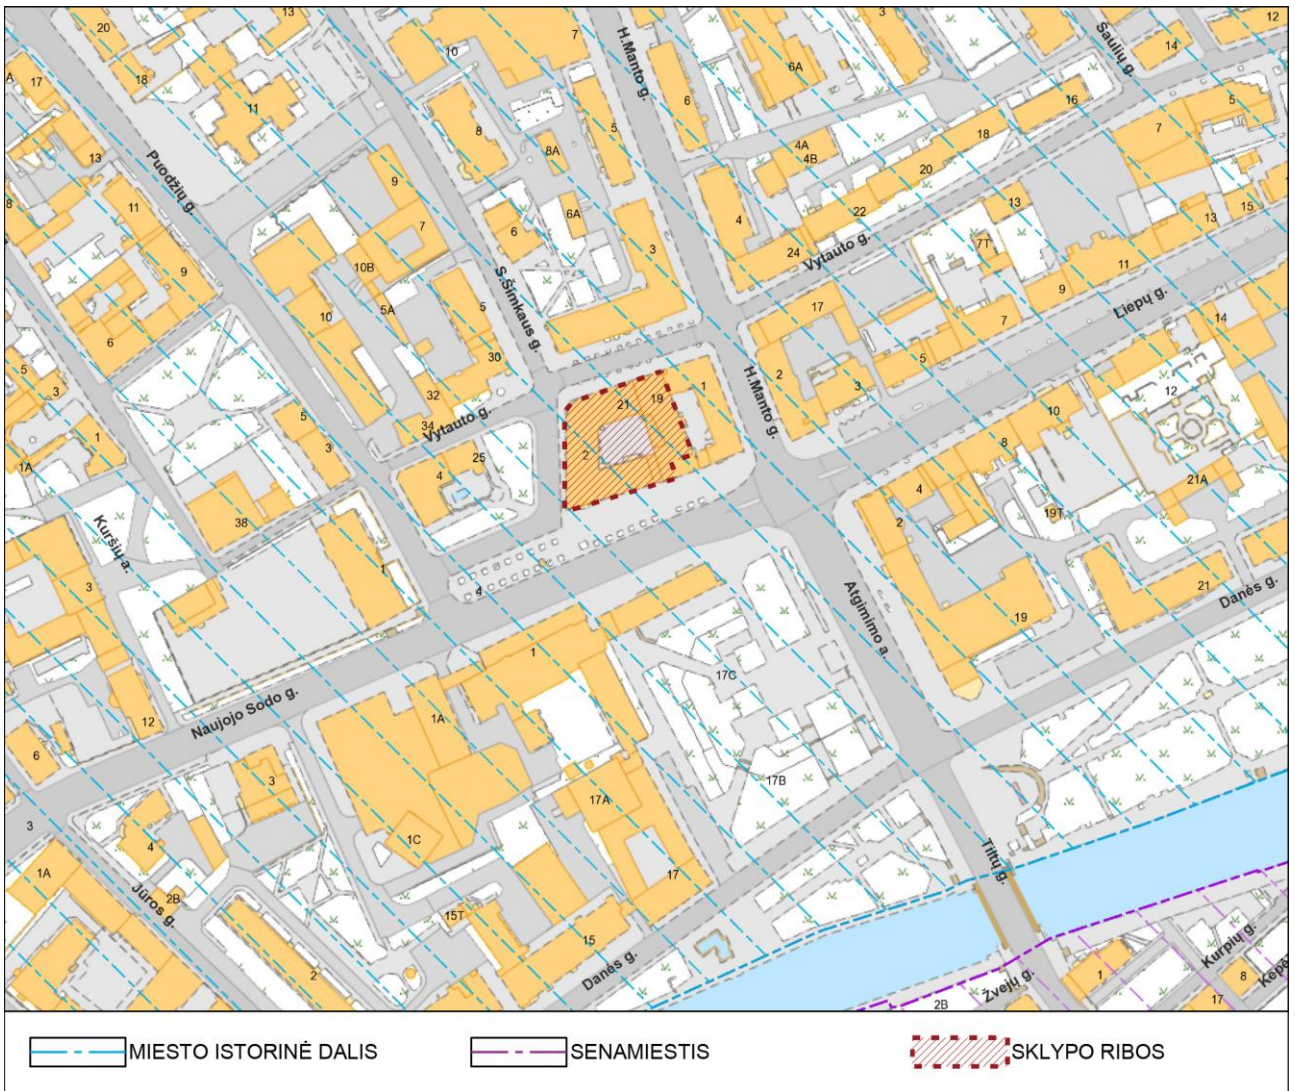 20
13
10
7
H.Manto g.
3
Saulių g.
12
14
A
17
18
11
8
8A
5
6
6A
16
5
7
18
4A
4B
20
13
Puodžių g.
9
11
8
9
7
6
6A
3
4
22
24
Vytauto g.
13
7T
15
13
11
9
Liepų g.
10B
10
5A
5
S.Šimkaus g.
30
17
7
14
6
5
3
32
34
Vytauto g.
21
19
1
H.Manto g.
2
3
5
12
10
5
3
1
1A
4
25
2
8
4
21A
38
Kuršių a.
3
1
2
19T
4
Atgimimo a.
21
Danės g.
19
1
17C
12
Naujojo Sodo g.
1A
6
3
17B
3
4
17A
1C
1A
2B
Jūros g.
17
Tiltų g.
15T
15
2
Danės g.
Žvejų g.
2B
1
Kurpių g.
8
17
MIESTO ISTORINĖ DALIS
SENAMIESTIS
SKLYPO RIBOS